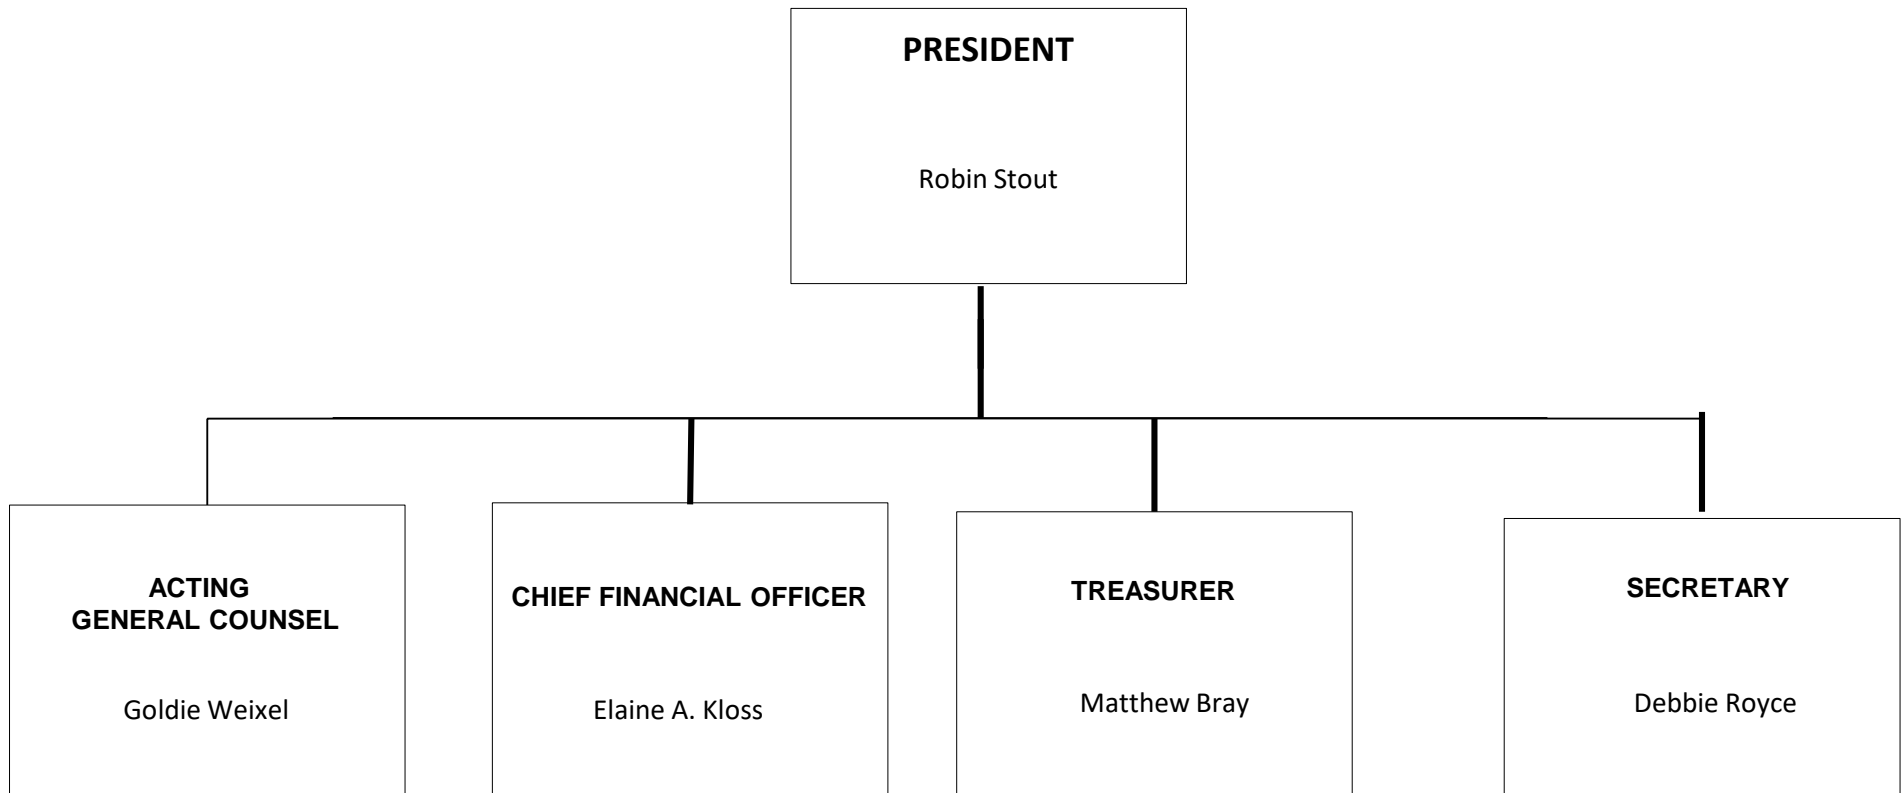 PRESIDENT
Robin Stout
ACTING
GENERAL COUNSEL
Goldie Weixel
CHIEF FINANCIAL OFFICER
Elaine A. Kloss
TREASURER
Matthew Bray
SECRETARY
Debbie Royce